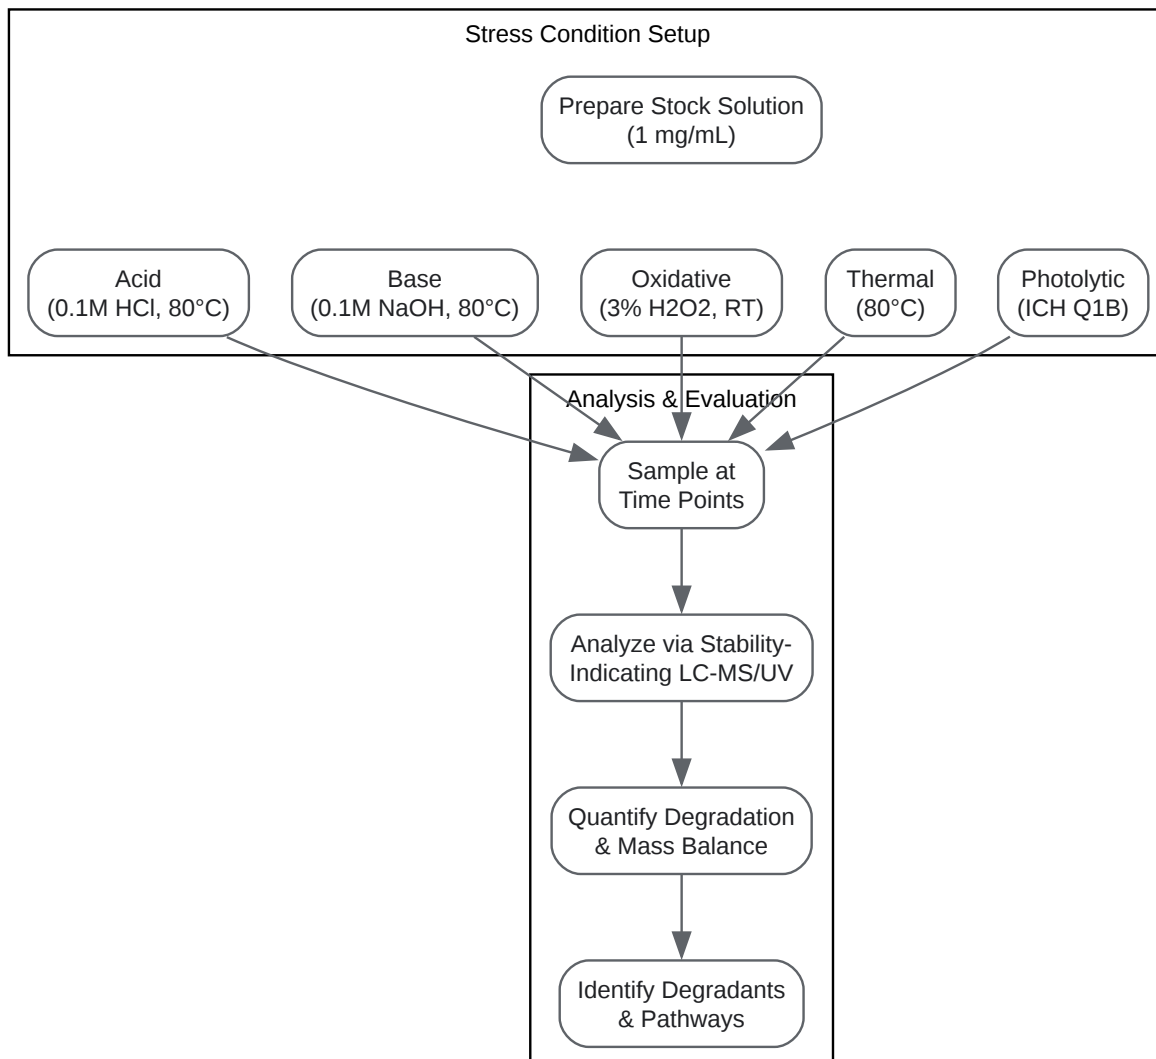 Stress Condition Setup
Prepare Stock Solution
(1 mg/mL)
Acid
(0.1M HCl, 80°C)
Base
(0.1M NaOH, 80°C)
Oxidative
(3% H2O2, RT)
Thermal
(80°C)
Photolytic
(ICH Q1B)
Analysis & Evaluation
Sample at
Time Points
Analyze via Stability-
Indicating LC-MS/UV
Quantify Degradation
& Mass Balance
Identify Degradants
& Pathways